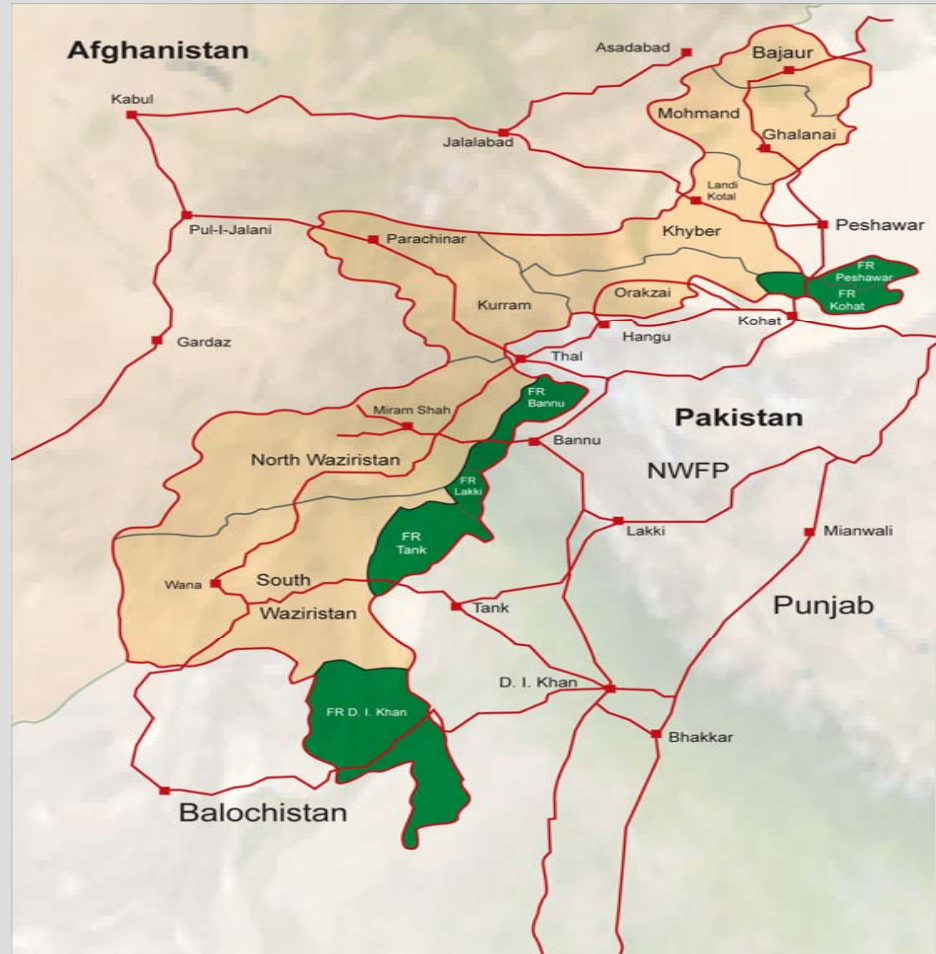 Afghanistan
Asadabad
Bajaur
Kabul
Mohmand
Ghalanai
Jalalabad
Landi
Kotal
Pul-I-Jalani
Parachinar
Khyber
Peshawar
FR
Peshawar
FR
Kohat
Kurram
Orakzai
Hangu
Kohat
Gardaz
Thal
FR
Bannu
Miram Shah
Pakistan
Bannu
North Waziristan
NWFP
FR
Lakki
Lakki
Mianwali
FR
Tank
Wana
South
Waziristan
Tank
Punjab
D. I. Khan
FR D. I. Khan
Bhakkar
Balochistan